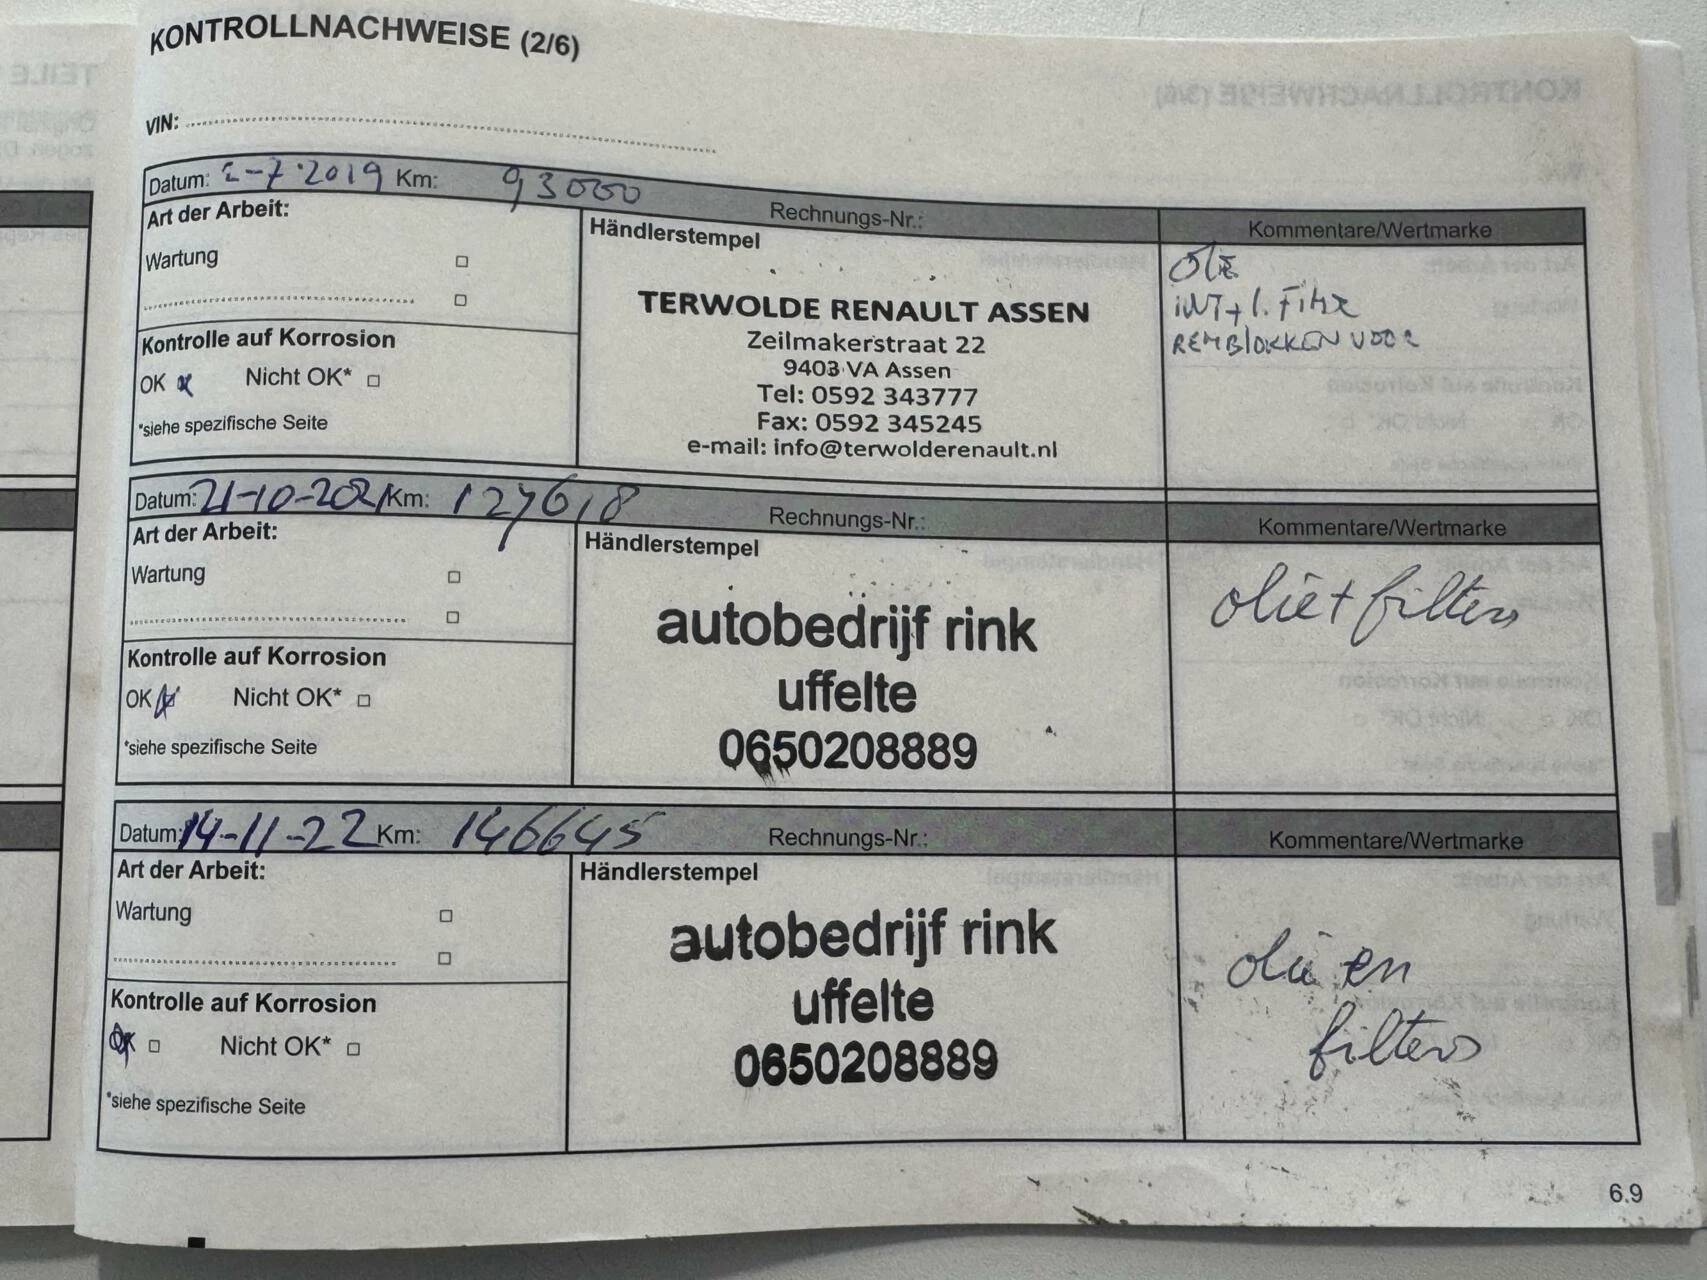 KONTROLLNACHWEISE (2/6)
VIN:
Datum: 2-7-2019 Km: 93000 Rechnungs-Nr.: Kommentare/Wertmarke
Art der Arbeit:
Händlerstempel
Wartung
TERWOLDE RENAULT ASSEN
Zeilmakerstraat 22
9403 VA Assen
Tel: 0592 343777
Fax: 0592 345245
e-mail: info@terwolderenault.nl
OLIE
INT + l. Filter
REMBLOKKEN VOOR
Kontrolle auf Korrosion
OK x Nicht OK*
*siehe spezifische Seite
Datum: 21-10-2021 Km: 127618 Rechnungs-Nr.: Kommentare/Wertmarke
Art der Arbeit:
Händlerstempel
Wartung
autobedrijf rink
uffelte
0650208889
olie + filters
Kontrolle auf Korrosion
OK Nicht OK*
*siehe spezifische Seite
Datum: 14-11-22 Km: 146645 Rechnungs-Nr.: Kommentare/Wertmarke
Art der Arbeit:
Händlerstempel
Wartung
autobedrijf rink
uffelte
0650208889
olie en
filters
Kontrolle auf Korrosion
OK Nicht OK*
*siehe spezifische Seite
6.9